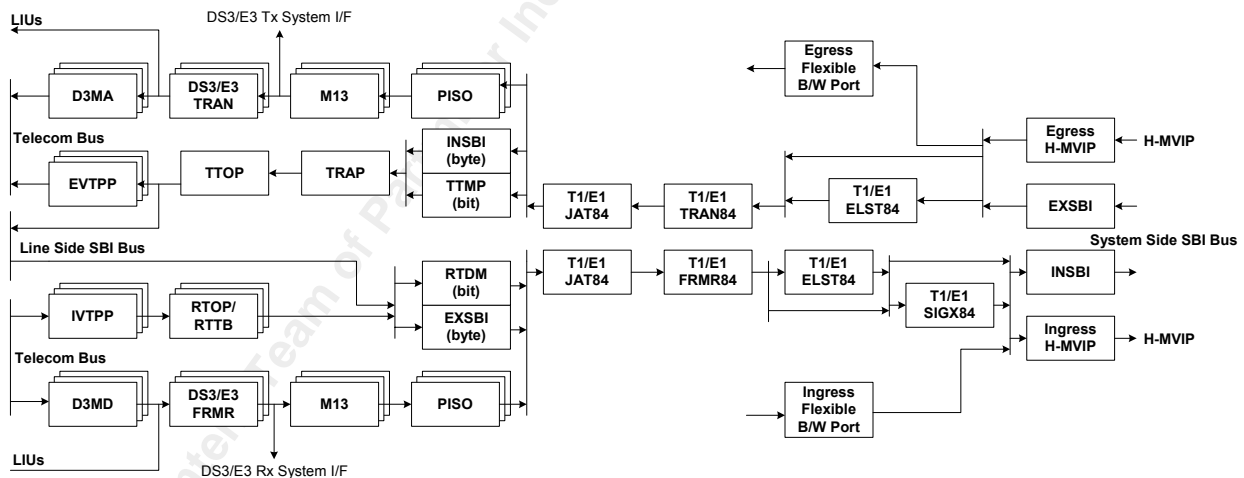 LIUs
DS3/E3 Tx System I/F
D3MA
DS3/E3
TRAN
M13
PISO
Egress
Flexible
B/W Port
Telecom Bus
EVTPP
TTOP
TRAP
INSBI
(byte)
TTMP
(bit)
T1/E1
JAT84
T1/E1
TRAN84
T1/E1
ELST84
Egress
H-MVIP
H-MVIP
EXSBI
System Side SBI Bus
Line Side SBI Bus
IVTPP
RTOP/
RTTB
RTDM
(bit)
EXSBI
(byte)
T1/E1
JAT84
T1/E1
FRMR84
T1/E1
ELST84
T1/E1
SIGX84
INSBI
Ingress
H-MVIP
H-MVIP
Telecom Bus
D3MD
DS3/E3
FRMR
M13
PISO
Ingress
Flexible
B/W Port
LIUs
DS3/E3 Rx System I/F